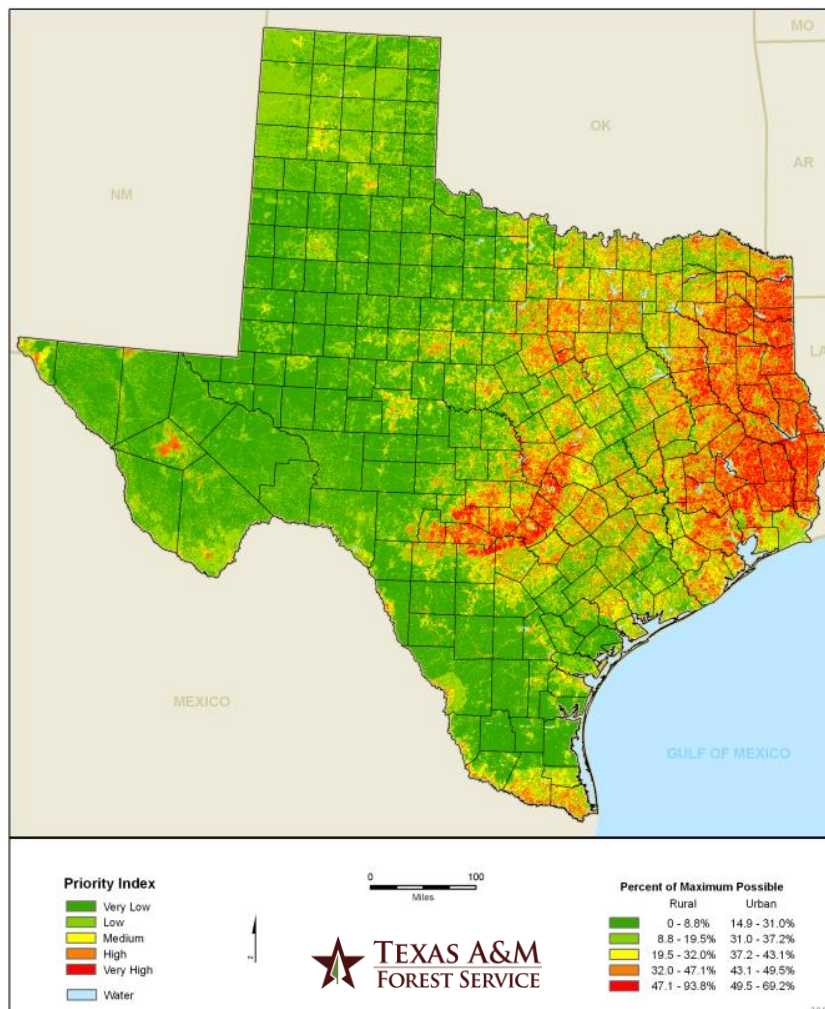 MO
OK
AR
NM
LA
MEXICO
GULF OF MEXICO
Priority Index
Very Low
Low
Medium
High
Very High
Water
0 100
Miles
TEXAS A&M
FOREST SERVICE
Percent of Maximum Possible
Rural Urban
0 - 8.8% 14.9 - 31.0%
8.8 - 19.5% 31.0 - 37.2%
19.5 - 32.0% 37.2 - 43.1%
32.0 - 47.1% 43.1 - 49.5%
47.1 - 93.8% 49.5 - 69.2%